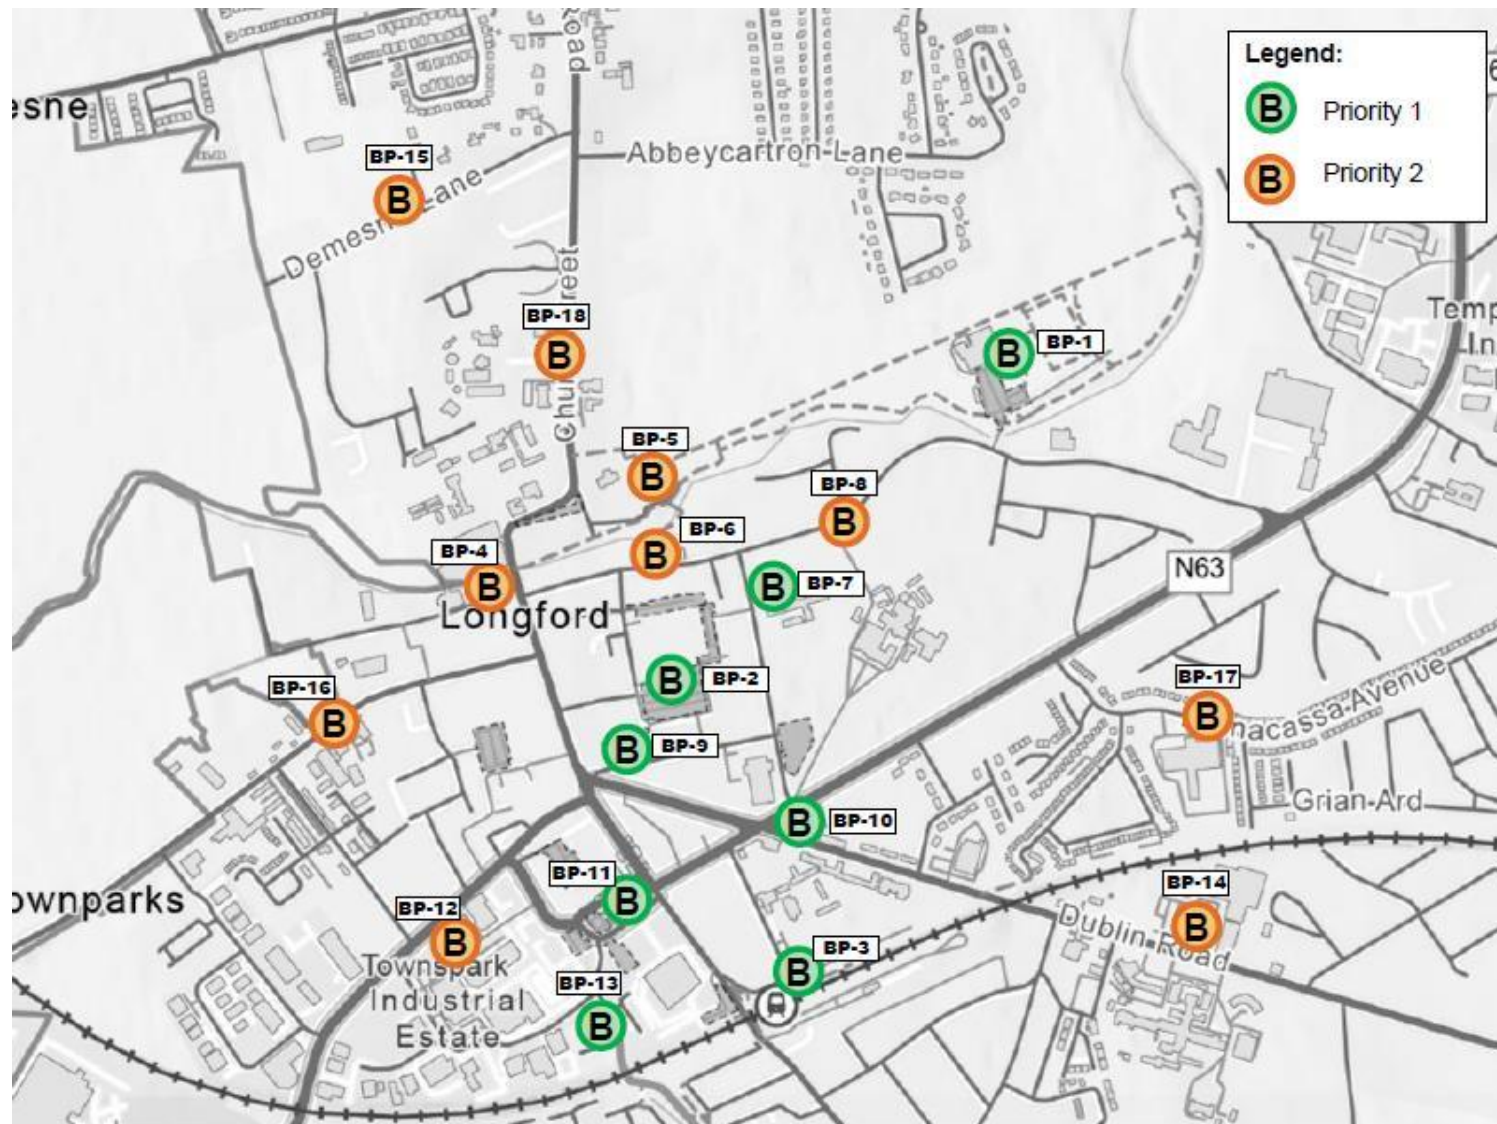 Road
Legend:
B Priority 1
B Priority 2
esne
BP-15
B
Abbeycartron Lane
Demesn Lane
BP-18
B
Chu reet
BP-1
B
Temp
In
BP-5
B
BP-8
B
BP-6
B
BP-4
B
N63
BP-7
B
Longford
BP-2
B
BP-16
B
BP-17
B
nacassa Avenue
BP-9
B
Grian Ard
BP-10
B
BP-11
B
BP-14
B
ownparks
BP-12
B
Dublin Road
BP-3
B
Townspark
Industrial
Estate
BP-13
B